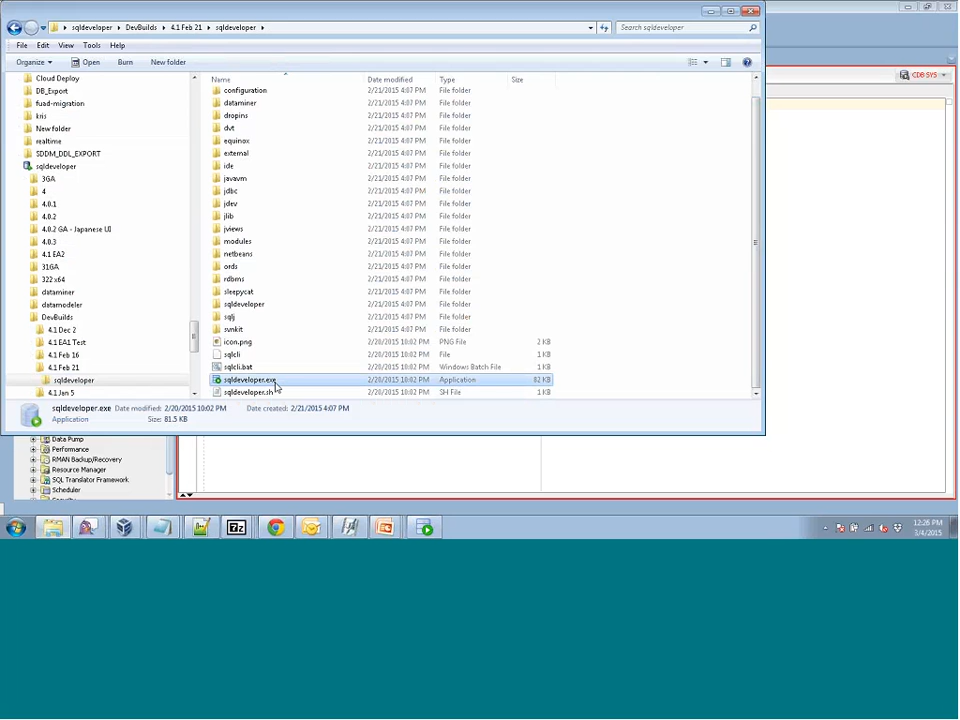 sqldeveloper ▸ DevBuilds ▸ 4.1 Feb 21 ▸ sqldeveloper ▸
Search sqldeveloper
File Edit View Tools Help
Organize Open Burn New folder
Cloud Deploy
DB_Export
fuad-migration
kris
New folder
realtime
SDDM_DDL_EXPORT
sqldeveloper
3GA
4
4.0.1
4.0.2
4.0.2 GA - Japanese UI
4.0.3
4.1 EA2
31GA
322 x64
dataminer
datamodeler
DevBuilds
4.1 Dec 2
4.1 EA1 Test
4.1 Feb 16
4.1 Feb 21
sqldeveloper
4.1 Jan 5
Name Date modified Type Size
configuration 2/21/2015 4:07 PM File folder
dataminer 2/21/2015 4:07 PM File folder
dropins 2/21/2015 4:07 PM File folder
dvt 2/21/2015 4:07 PM File folder
equinox 2/21/2015 4:07 PM File folder
external 2/21/2015 4:07 PM File folder
ide 2/21/2015 4:07 PM File folder
javavm 2/21/2015 4:07 PM File folder
jdbc 2/21/2015 4:07 PM File folder
jdev 2/21/2015 4:07 PM File folder
jlib 2/21/2015 4:07 PM File folder
jviews 2/21/2015 4:07 PM File folder
modules 2/21/2015 4:07 PM File folder
netbeans 2/21/2015 4:07 PM File folder
ords 2/21/2015 4:07 PM File folder
rdbms 2/21/2015 4:07 PM File folder
sleepycat 2/21/2015 4:07 PM File folder
sqldeveloper 2/21/2015 4:07 PM File folder
sqlj 2/21/2015 4:07 PM File folder
svnkit 2/21/2015 4:07 PM File folder
icon.png 2/20/2015 10:02 PM PNG File 2 KB
sqlcli 2/20/2015 10:02 PM File 1 KB
sqlcli.bat 2/20/2015 10:02 PM Windows Batch File 1 KB
sqldeveloper.exe 2/20/2015 10:02 PM Application 82 KB
sqldeveloper.sh 2/20/2015 10:02 PM SH File 1 KB
sqldeveloper.exe Date modified: 2/20/2015 10:02 PM Date created: 2/21/2015 4:07 PM
Application Size: 81.5 KB
CDB SYS
Data Pump
Performance
RMAN Backup/Recovery
Resource Manager
SQL Translator Framework
Scheduler
12:26 PM
3/4/2015